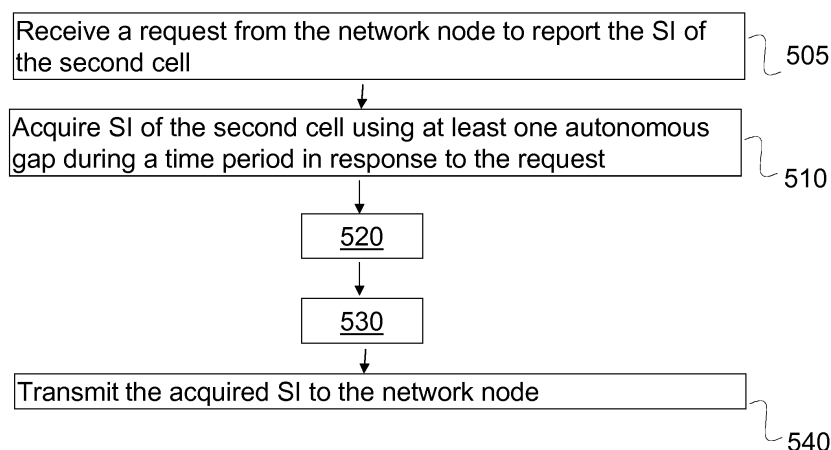 Receive a request from the network node to report the SI of
the second cell
505
Acquire SI of the second cell using at least one autonomous
gap during a time period in response to the request
510
520
530
Transmit the acquired SI to the network node
540